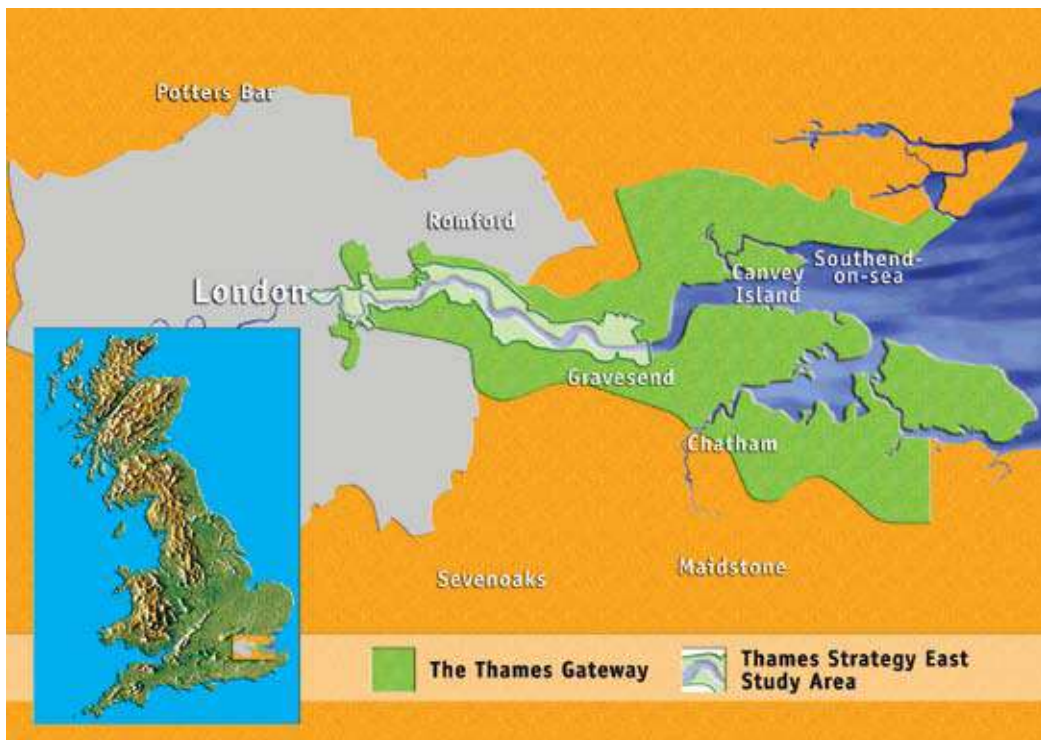 Potters Bar
Romford
London
Southend-
on-sea
Canvey
Island
Gravesend
Chatham
Sevenoaks
Maidstone
The Thames Gateway
Thames Strategy East
Study Area